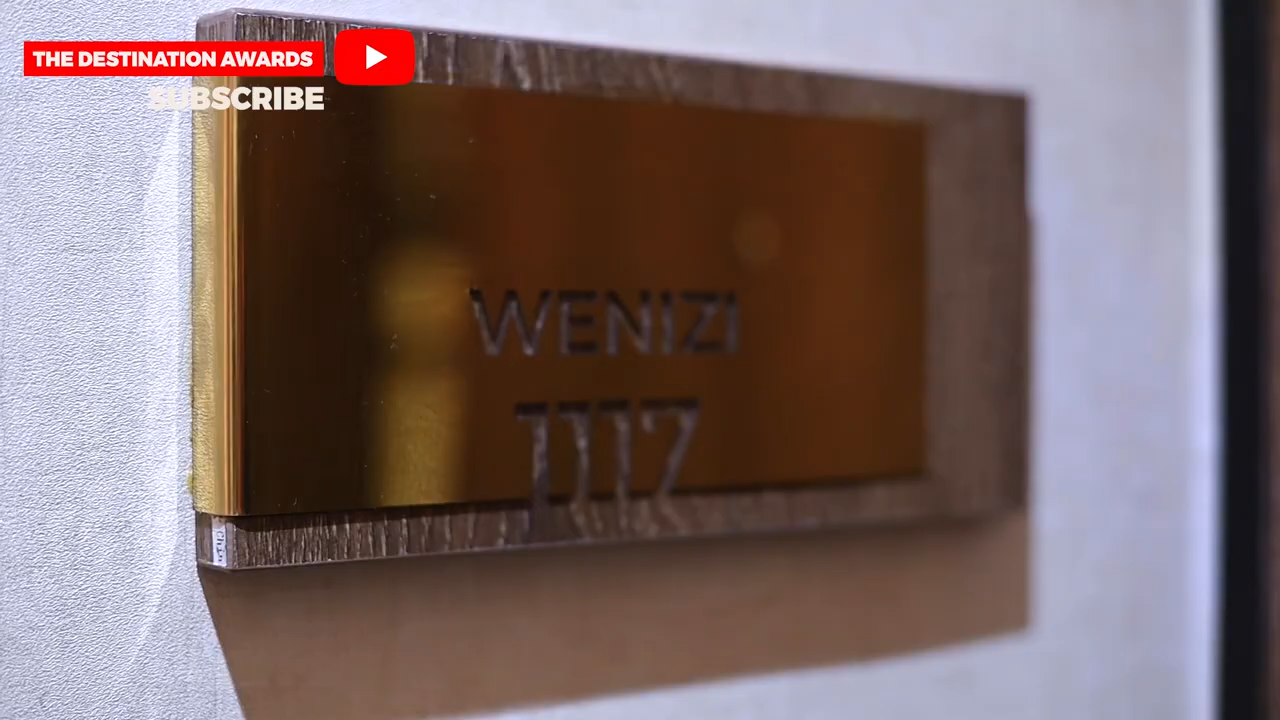 THE DESTINATION AWARDS
SUBSCRIBE
WENIZI
1117